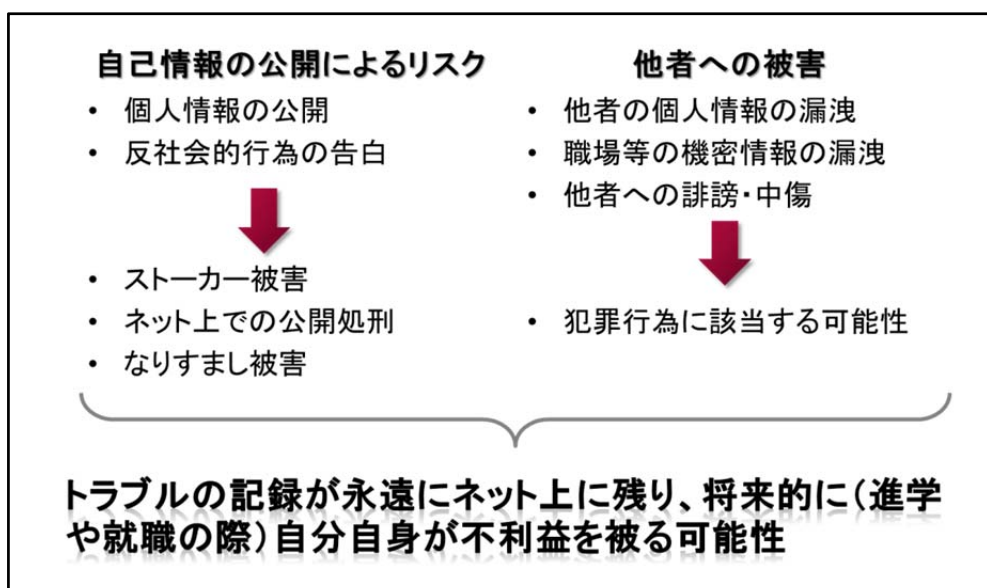 自己情報の公開によるリスク
• 個人情報の公開
• 反社会的行為の告白
• ストーカー被害
• ネット上での公開処刑
• なりすまし被害
他者への被害
• 他者の個人情報の漏洩
• 職場等の機密情報の漏洩
• 他者への誹謗・中傷
• 犯罪行為に該当する可能性
トラブルの記録が永遠にネット上に残り、将来的に（進学
や就職の際）自分自身が不利益を被る可能性